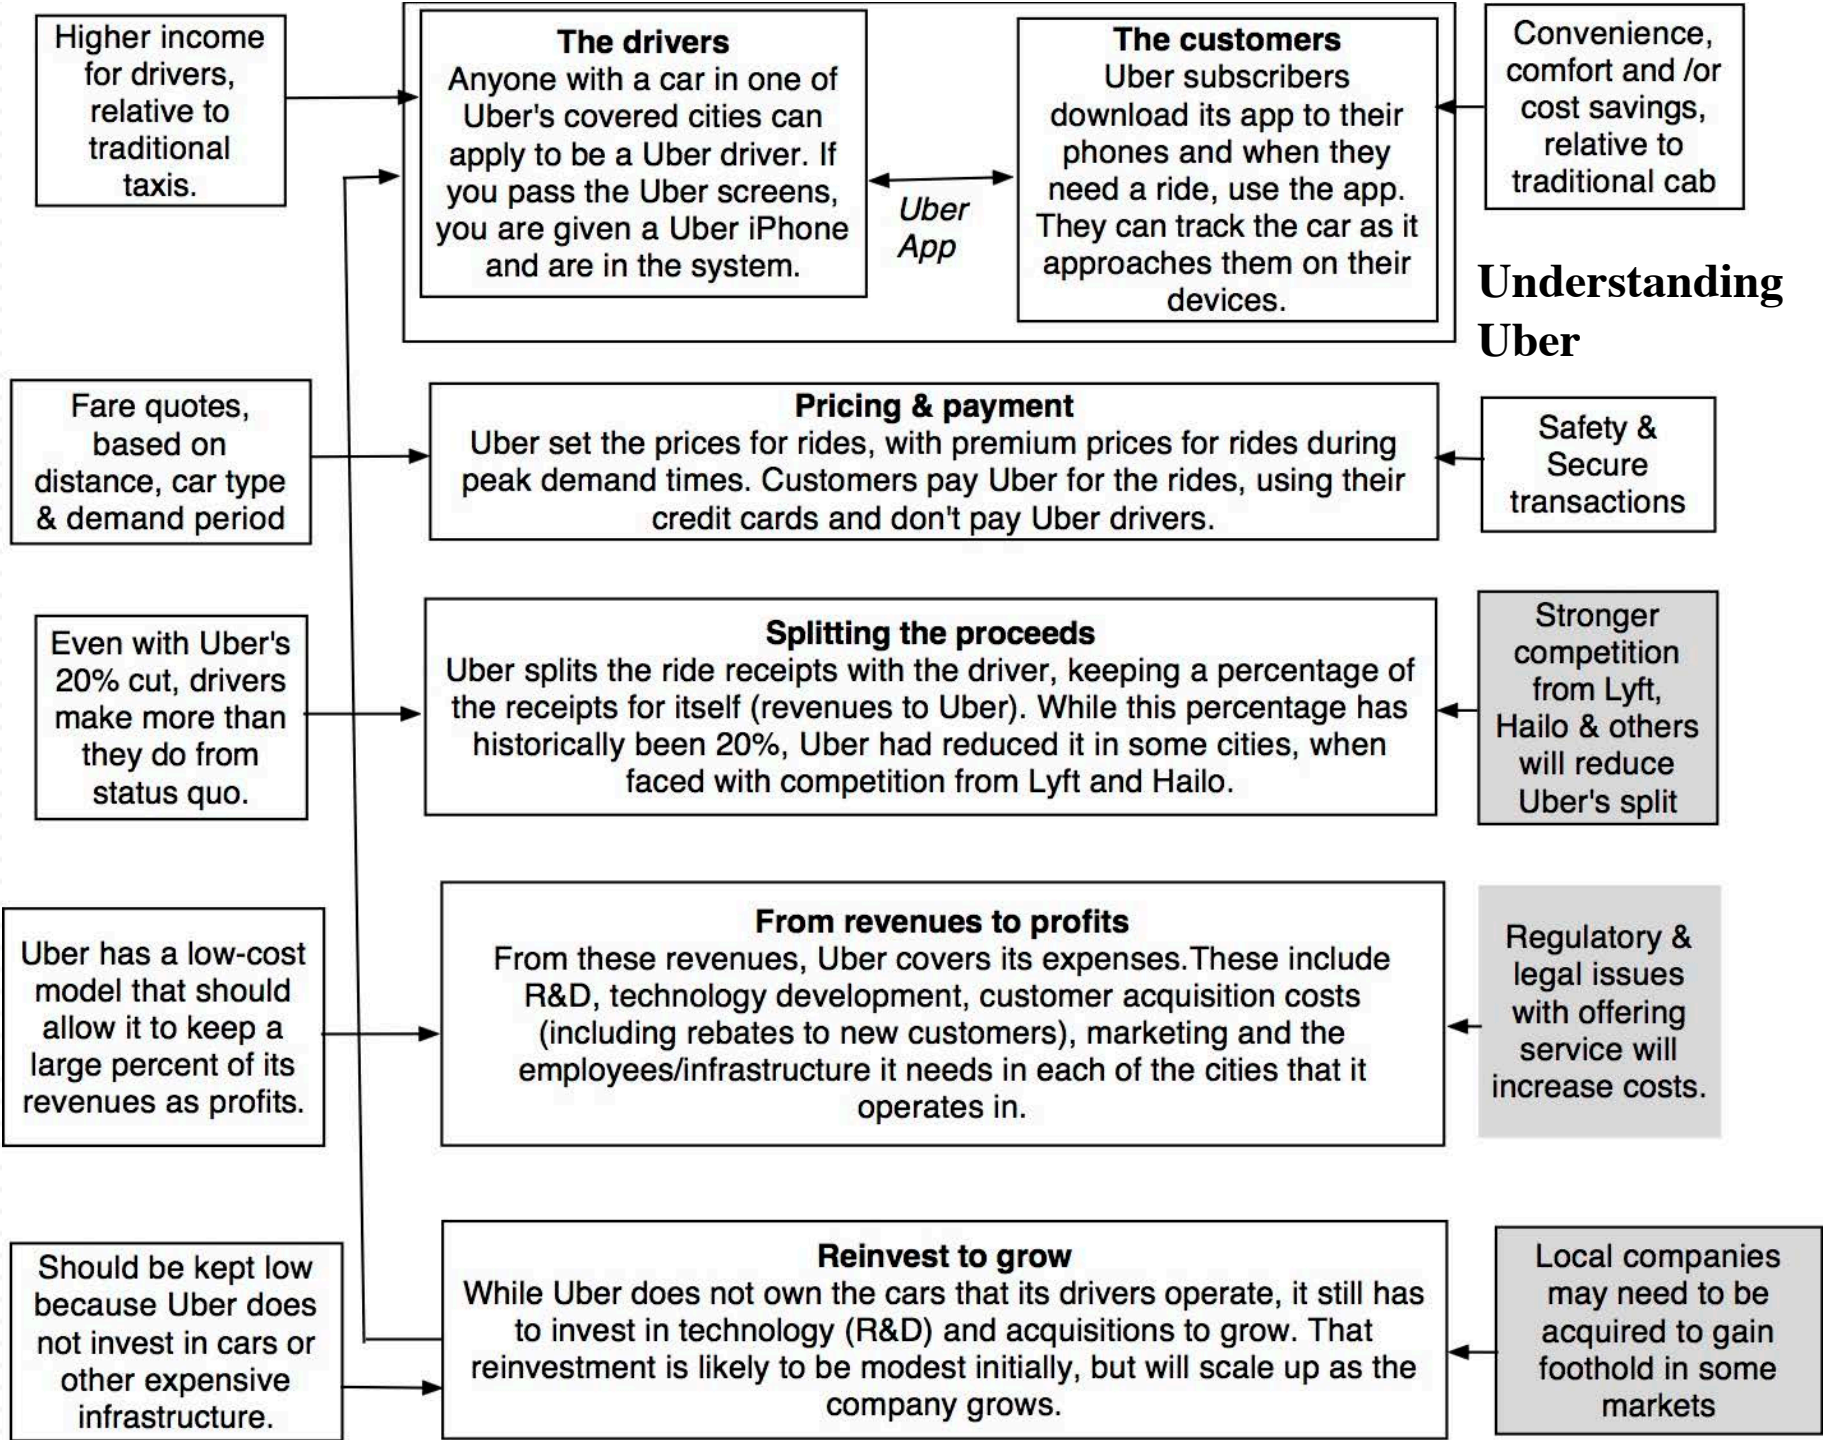 Higher income
for drivers,
relative to
traditional
taxis.
The drivers
Anyone with a car in one of
Uber's covered cities can
apply to be a Uber driver. If
you pass the Uber screens,
you are given a Uber iPhone
and are in the system.
Uber
App
The customers
Uber subscribers
download its app to their
phones and when they
need a ride, use the app.
They can track the car as it
approaches them on their
devices.
Convenience,
comfort and /or
cost savings,
relative to
traditional cab
Understanding
Uber
Fare quotes,
based on
distance, car type
& demand period
Pricing & payment
Uber set the prices for rides, with premium prices for rides during
peak demand times. Customers pay Uber for the rides, using their
credit cards and don't pay Uber drivers.
Safety &
Secure
transactions
Even with Uber's
20% cut, drivers
make more than
they do from
status quo.
Splitting the proceeds
Uber splits the ride receipts with the driver, keeping a percentage of
the receipts for itself (revenues to Uber). While this percentage has
historically been 20%, Uber had reduced it in some cities, when
faced with competition from Lyft and Hailo.
Stronger
competition
from Lyft,
Hailo & others
will reduce
Uber's split
Uber has a low-cost
model that should
allow it to keep a
large percent of its
revenues as profits.
From revenues to profits
From these revenues, Uber covers its expenses.These include
R&D, technology development, customer acquisition costs
(including rebates to new customers), marketing and the
employees/infrastructure it needs in each of the cities that it
operates in.
Regulatory &
legal issues
with offering
service will
increase costs.
Should be kept low
because Uber does
not invest in cars or
other expensive
infrastructure.
Reinvest to grow
While Uber does not own the cars that its drivers operate, it still has
to invest in technology (R&D) and acquisitions to grow. That
reinvestment is likely to be modest initially, but will scale up as the
company grows.
Local companies
may need to be
acquired to gain
foothold in some
markets